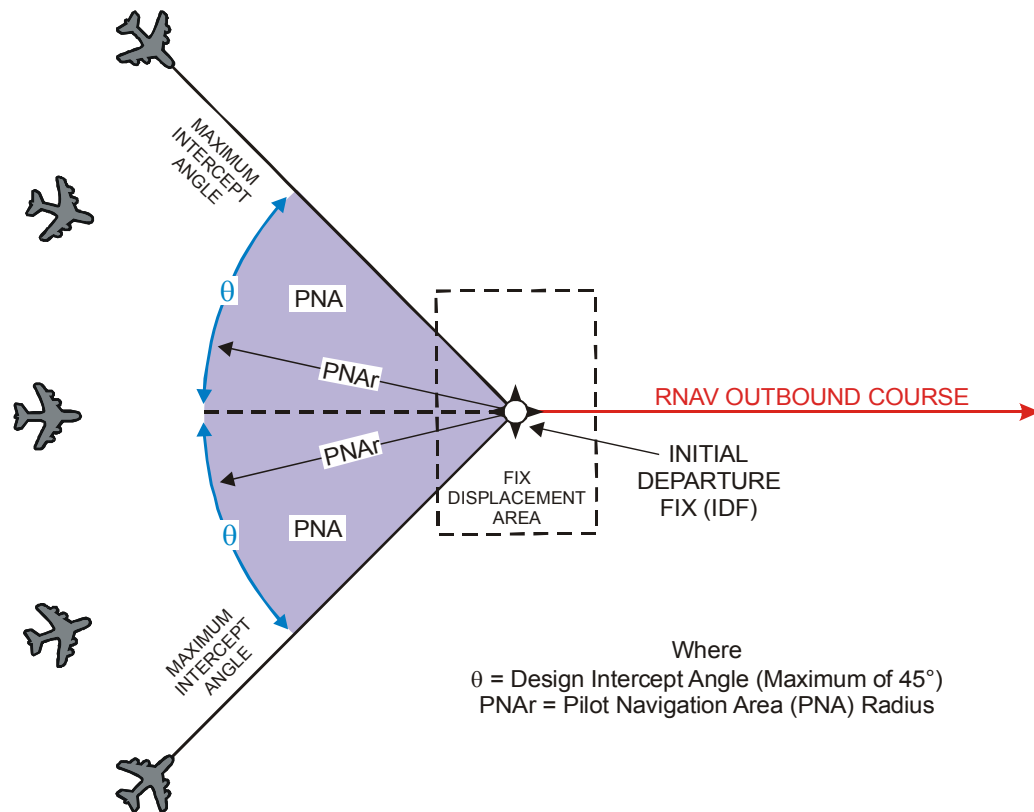 MAXIMUM
INTERCEPT
ANGLE
θ
PNA
PNAr
RNAV OUTBOUND COURSE
PNAr
INITIAL
DEPARTURE
FIX (IDF)
FIX
DISPLACEMENT
AREA
PNA
θ
MAXIMUM
INTERCEPT
ANGLE
Where
θ = Design Intercept Angle (Maximum of 45°)
PNAr = Pilot Navigation Area (PNA) Radius